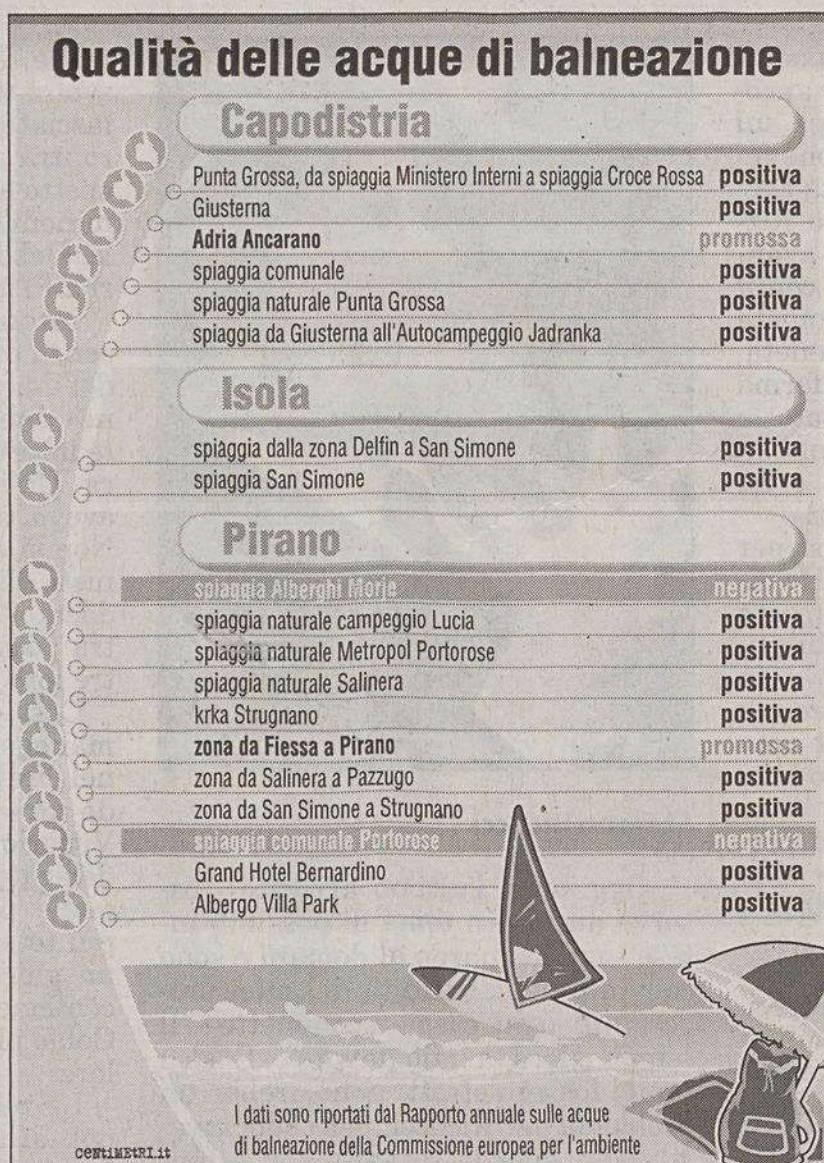 Qualità delle acque di balneazione
Capodistria
Punta Grossa, da spiaggia Ministero Interni a spiaggia Croce Rossa positiva
Giusterna positiva
Adria Ancarano promossa
spiaggia comunale positiva
spiaggia naturale Punta Grossa positiva
spiaggia da Giusterna all'Autocampeggio Jadranka positiva
Isola
spiaggia dalla zona Delfin a San Simone positiva
spiaggia San Simone positiva
Pirano
spiaggia Alberghi Morje negativa
spiaggia naturale campeggio Lucia positiva
spiaggia naturale Metropol Portorose positiva
spiaggia naturale Salinera positiva
krka Strugnano positiva
zona da Fiessa a Pirano promossa
zona da Salinera a Pazzugo positiva
zona da San Simone a Strugnano positiva
spiaggia comunale Portorose negativa
Grand Hotel Bernardino positiva
Albergo Villa Park positiva
I dati sono riportati dal Rapporto annuale sulle acque
di balneazione della Commissione europea per l'ambiente
CENTIMETRI.it